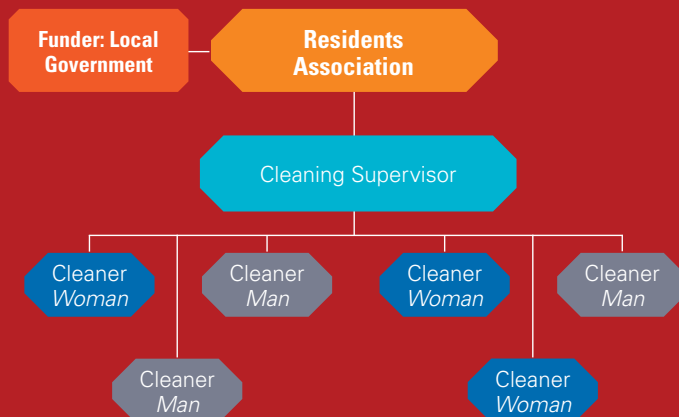 Funder: Local
Government
Residents
Association
Cleaning Supervisor
Cleaner
Woman
Cleaner
Man
Cleaner
Woman
Cleaner
Man
Cleaner
Man
Cleaner
Woman